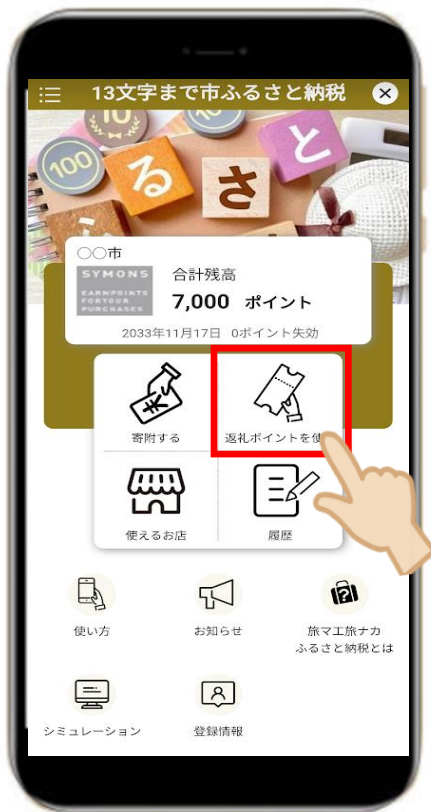 13文字まで市ふるさと納税
10
100
るさと
〇〇市
SYMONS
EARNPOINTS
FORYOUR
PURCHASES
合計残高
7,000 ポイント
2033年11月17日 0ポイント失効
寄附する
返礼ポイントを使
使えるお店
履歴
使い方
お知らせ
旅マエ旅ナカ
ふるさと納税とは
シミュレーション
登録情報